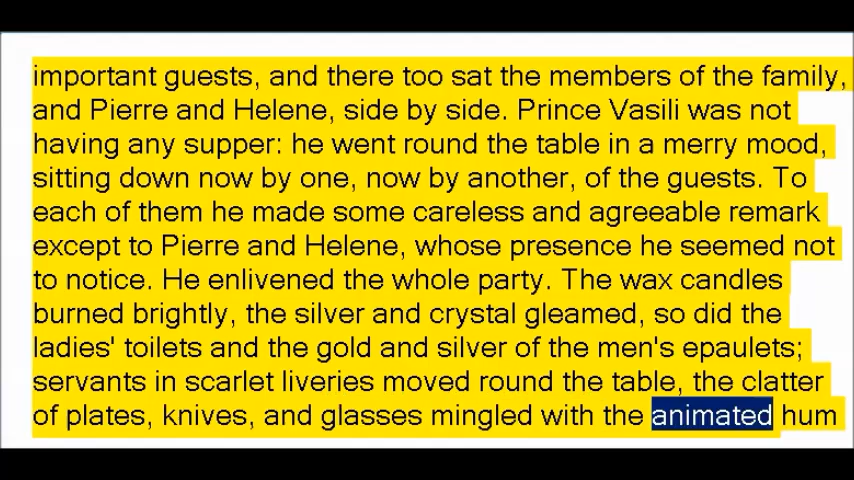 important guests, and there too sat the members of the family,
and Pierre and Helene, side by side. Prince Vasili was not
having any supper: he went round the table in a merry mood,
sitting down now by one, now by another, of the guests. To
each of them he made some careless and agreeable remark
except to Pierre and Helene, whose presence he seemed not
to notice. He enlivened the whole party. The wax candles
burned brightly, the silver and crystal gleamed, so did the
ladies' toilets and the gold and silver of the men's epaulets;
servants in scarlet liveries moved round the table, the clatter
of plates, knives, and glasses mingled with the animated hum